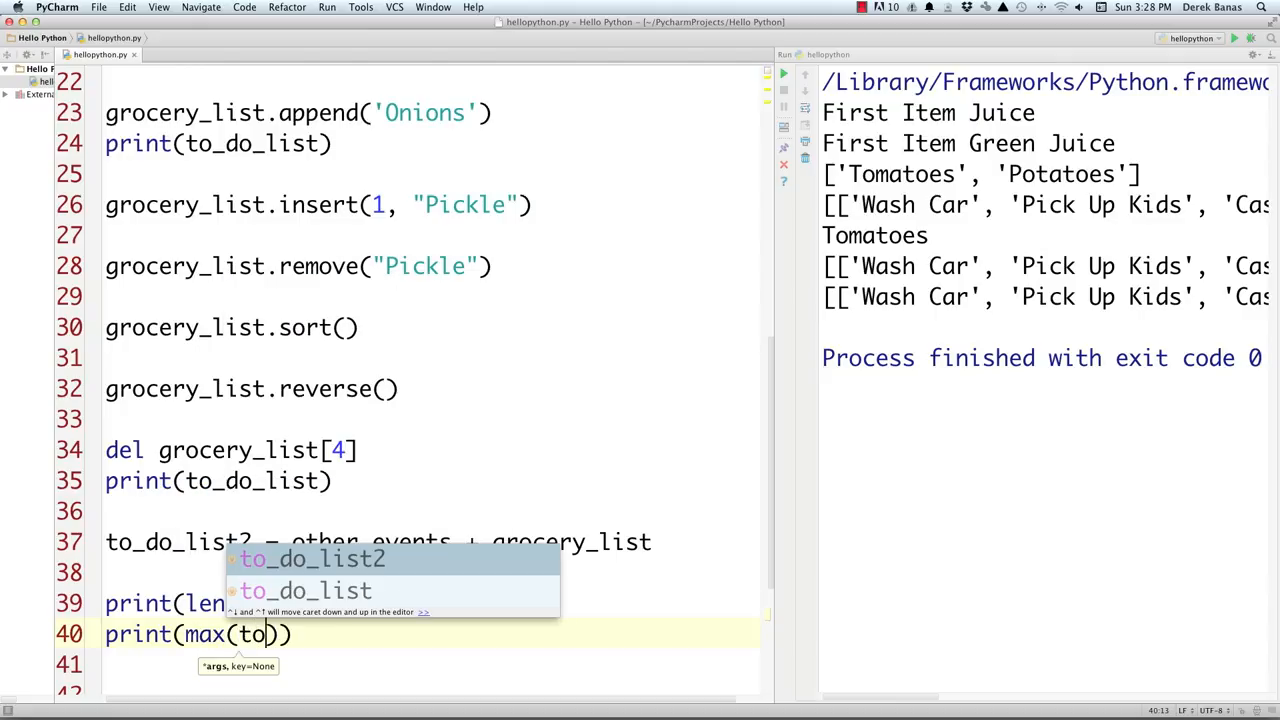 PyCharm File Edit View Navigate Code Refactor Run Tools VCS Window Help 10 Sun 3:28 PM Derek Banas
hellopython.py - Hello Python - [~/PycharmProjects/Hello Python]
Hello Python hellopython.py hellopython
hellopython.py Run hellopython
Hello P
hell
Extern
22
23 grocery_list.append('Onions')
24 print(to_do_list)
25
26 grocery_list.insert(1, "Pickle")
27
28 grocery_list.remove("Pickle")
29
30 grocery_list.sort()
31
32 grocery_list.reverse()
33
34 del grocery_list[4]
35 print(to_do_list)
36
37 to_do_list2 = other_events + grocery_list
to_do_list2
38
to_do_list
39 print(len
^↓ and ^↑ will move caret down and up in the editor >>
40 print(max(to))
41
*args, key=None
42
/Library/Frameworks/Python.framewo
First Item Juice
First Item Green Juice
['Tomatoes', 'Potatoes']
[['Wash Car', 'Pick Up Kids', 'Cas
Tomatoes
[['Wash Car', 'Pick Up Kids', 'Cas
[['Wash Car', 'Pick Up Kids', 'Cas
Process finished with exit code 0
40:13 LF UTF-8